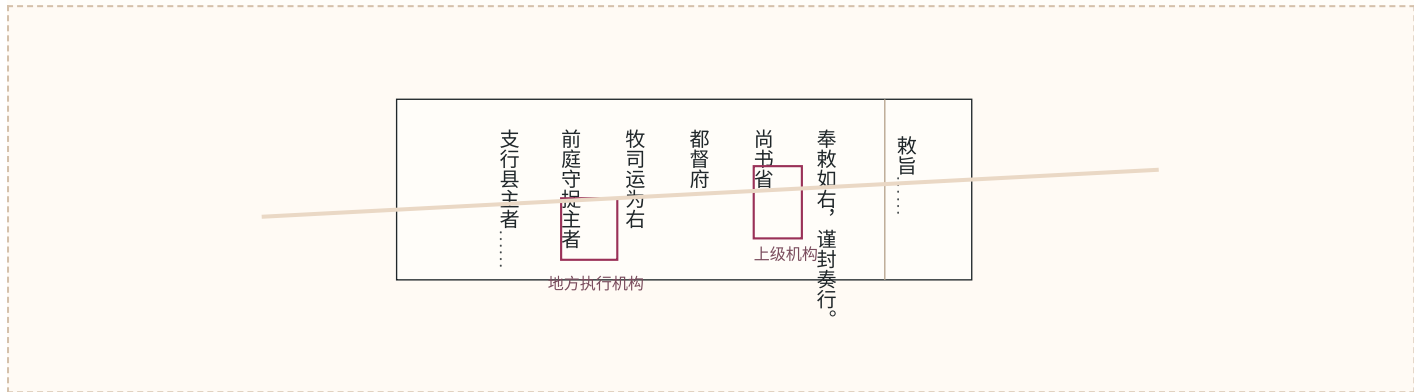 敕旨……
奉敕如右，谨封奏行。
尚书省
都督府
牧司运为右
前庭守捉主者
支行县主者……
上级机构
地方执行机构